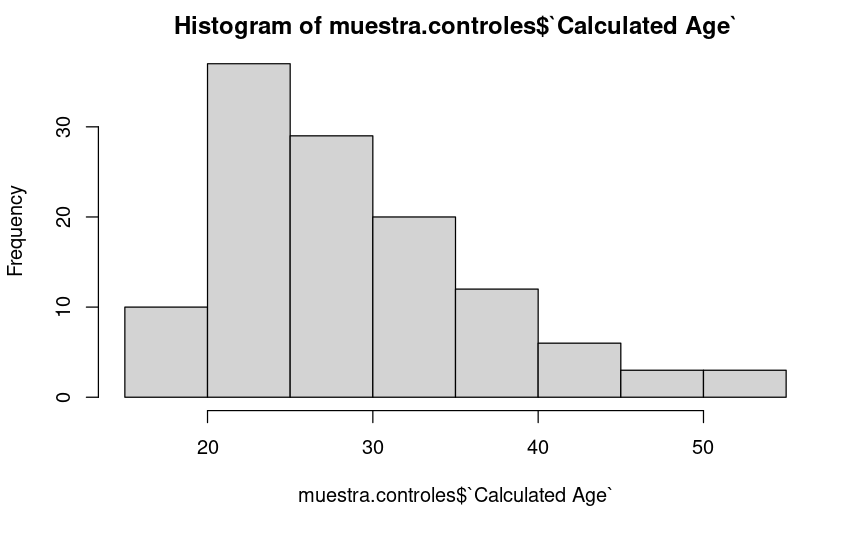 Histogram of muestra.controles$`Calculated Age`
Frequency
30
20
10
0
20 30 40 50
muestra.controles$`Calculated Age`